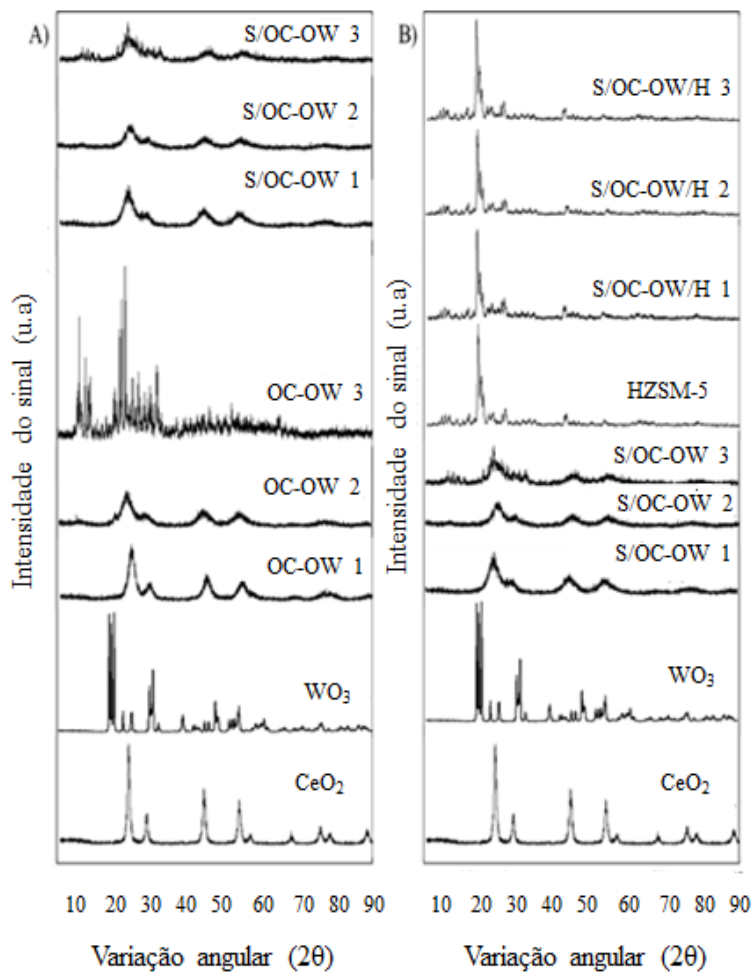 A)
S/OC-OW 3
S/OC-OW 2
S/OC-OW 1
OC-OW 3
OC-OW 2
OC-OW 1
WO₃
CeO₂
Intensidade do sinal (u.a)
10 20 30 40 50 60 70 80 90
Variação angular (2θ)
B)
S/OC-OW/H 3
S/OC-OW/H 2
S/OC-OW/H 1
HZSM-5
S/OC-OW 3
S/OC-OW 2
S/OC-OW 1
WO₃
CeO₂
Intensidade do sinal (u.a)
10 20 30 40 50 60 70 80 90
Variação angular (2θ)